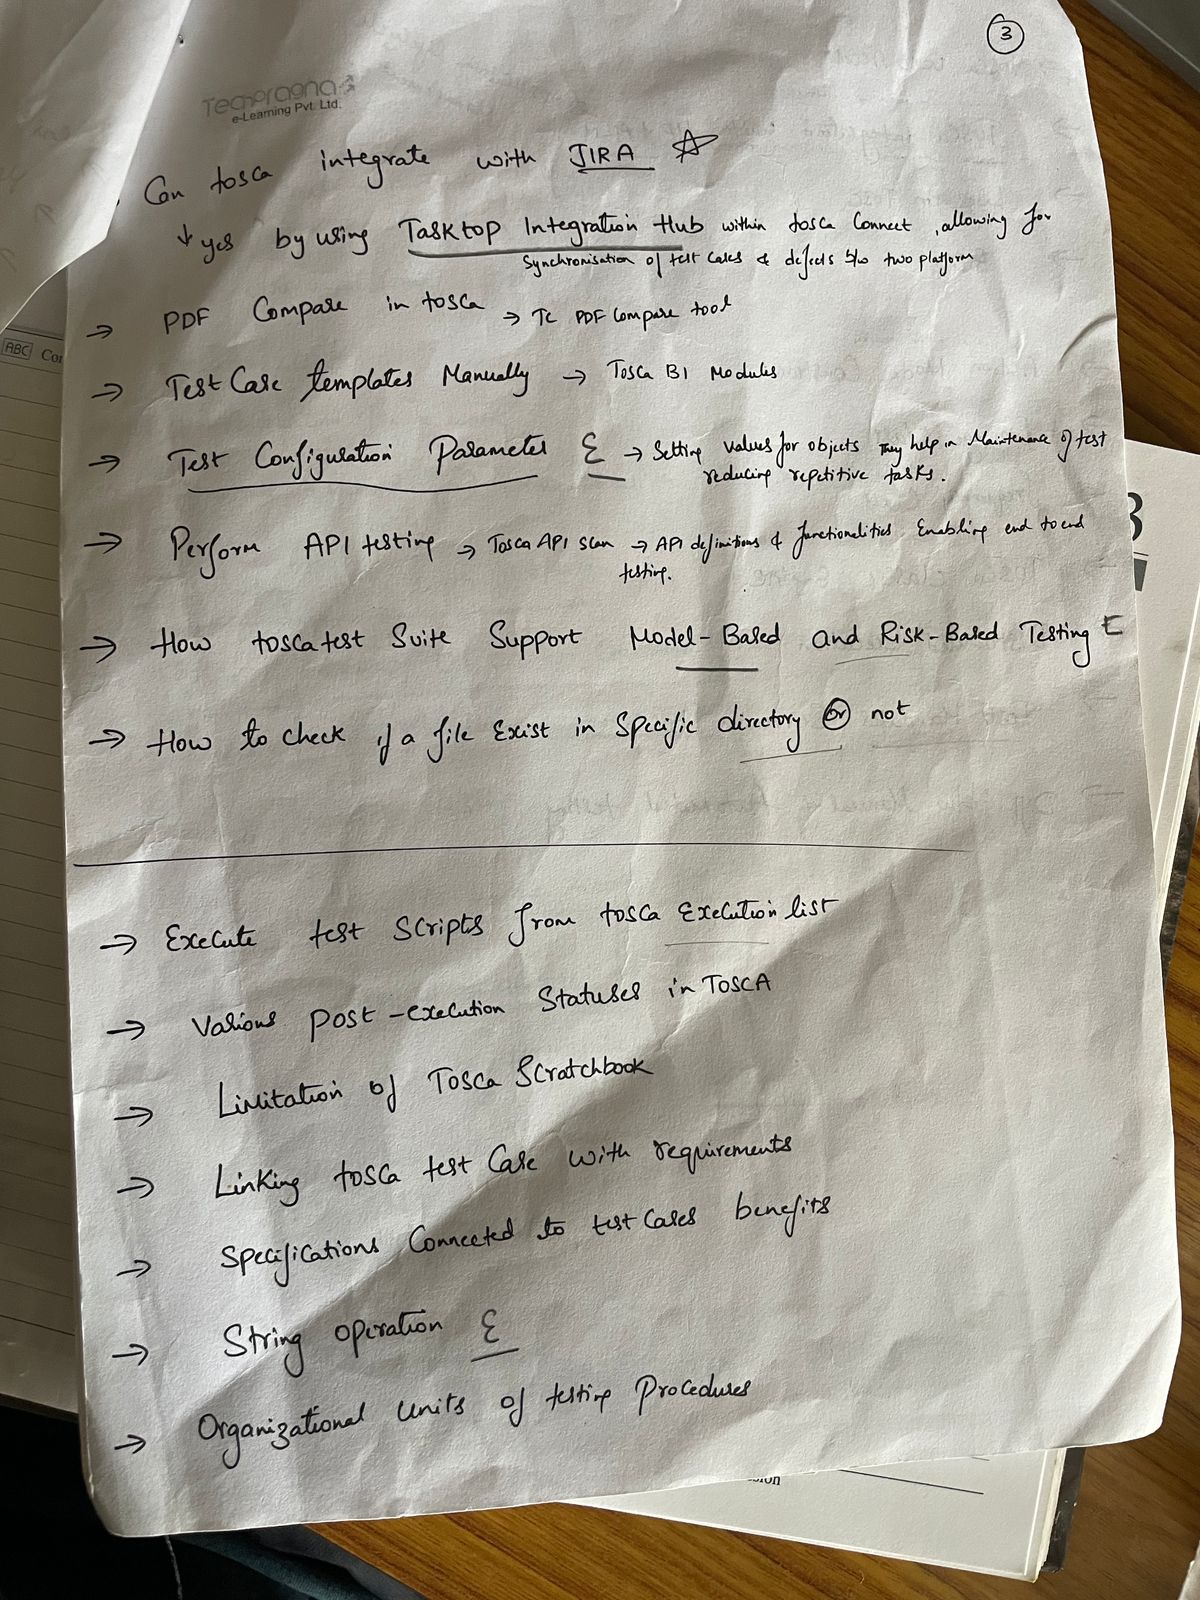 3
Techpragna
e-Learning Pvt. Ltd.
Can tosca integrate with JIRA
↓ yes by using Tasktop Integration Hub within tosca Connect, allowing for
Synchronisation of test cases & defects b/w two platform
→ PDF Compare in tosca → Tc PDF Compare tool
ABC Con
→ Test Case templates Manually → Tosca BI Modules
→ Test Configuration Parameter E → Setting values for objects They help in Maintenance of test
reducing repetitive tasks.
→ Perform API testing → Tosca API scan → API definitions & functionalities Enabling end to end
testing.
→ How tosca test Suite Support Model-Based and Risk-Based Testing E
→ How to check if a file Exist in Specific directory or not
→ Execute test Scripts from tosca Execution list
→ Various post-execution Statuses in TOSCA
→ Limitation of Tosca Scratchbook
→ Linking tosca test Case with requirements
→ Specifications Connected to test Cases benefits
→ String operation E
→ Organizational Units of testing Procedures